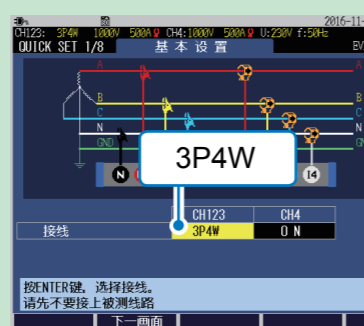 2016-11-
CH123: 3P4W 1000V 500A CH4:1000V 500A U:230V f:50Hz
QUICK SET 1/8 基本设置 EV
A A
B B
C C
N N
GND
3P4W
N I4
CH123 CH4
接线 3P4W ON
按ENTER键, 选择接线。
请先不要接上被测线路
下一画面